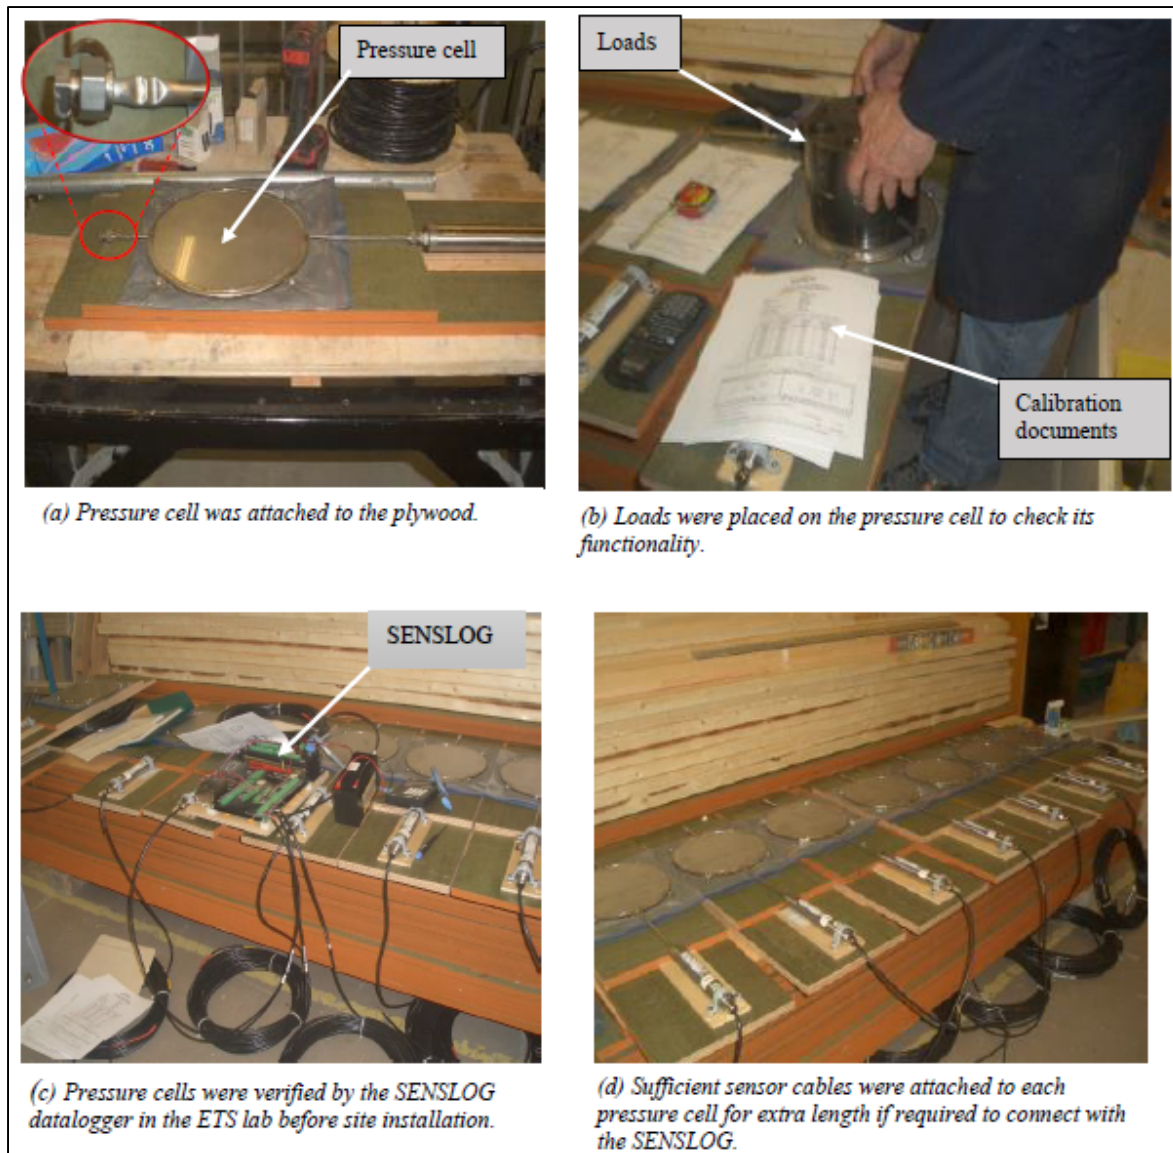 Pressure cell
Loads
Calibration
documents
(a) Pressure cell was attached to the plywood.
(b) Loads were placed on the pressure cell to check its
functionality.
SENSLOG
(c) Pressure cells were verified by the SENSLOG
datalogger in the ETS lab before site installation.
(d) Sufficient sensor cables were attached to each
pressure cell for extra length if required to connect with
the SENSLOG.